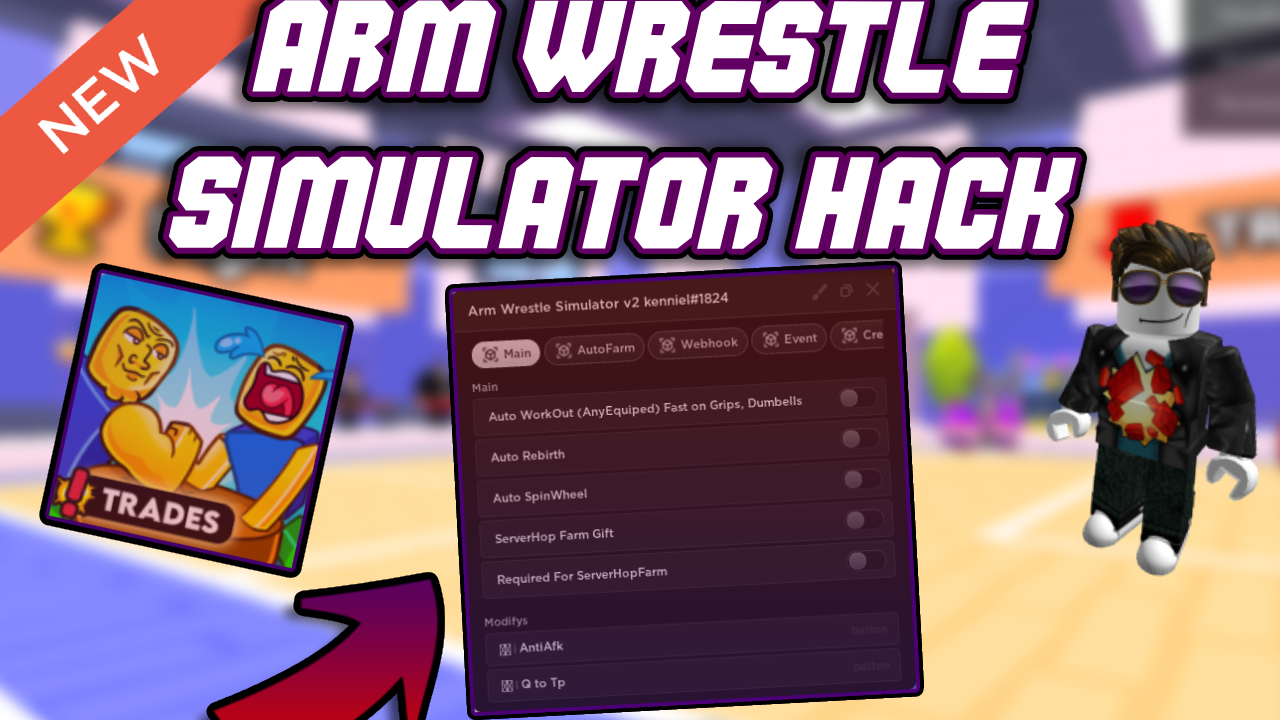 NEW
ARM WRESTLE
SIMULATOR HACK
TRADES
Arm Wrestle Simulator v2 kenniel#1824
Main
AutoFarm
Webhook
Event
Cre
Main
Auto WorkOut (AnyEquiped) Fast on Grips, Dumbells
Auto Rebirth
Auto SpinWheel
ServerHop Farm Gift
Required For ServerHopFarm
Modifys
AntiAfk
button
Q to Tp
button